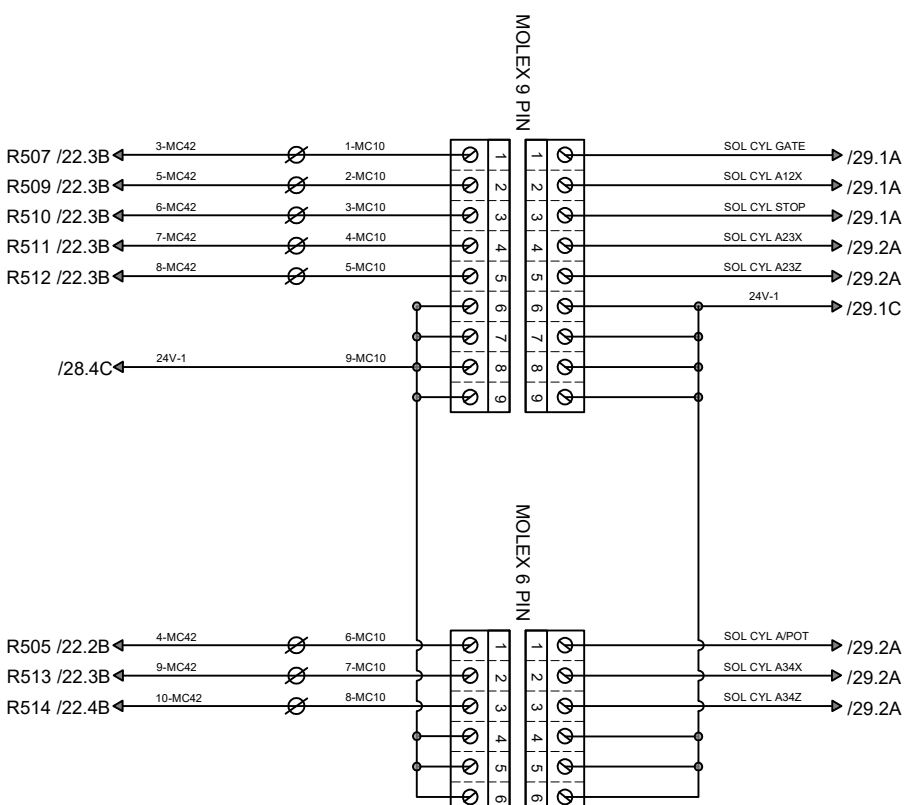 MOLEX 9 PIN
R507 /22.3B 3-MC42 1-MC10 1 1 SOL CYL GATE /29.1A
R509 /22.3B 5-MC42 2-MC10 2 2 SOL CYL A12X /29.1A
R510 /22.3B 6-MC42 3-MC10 3 3 SOL CYL STOP /29.1A
R511 /22.3B 7-MC42 4-MC10 4 4 SOL CYL A23X /29.2A
R512 /22.3B 8-MC42 5-MC10 5 5 SOL CYL A23Z /29.2A
6 6 24V-1 /29.1C
7 7
/28.4C 24V-1 9-MC10 8 8
9 9
MOLEX 6 PIN
R505 /22.2B 4-MC42 6-MC10 1 1 SOL CYL A/POT /29.2A
R513 /22.3B 9-MC42 7-MC10 2 2 SOL CYL A34X /29.2A
R514 /22.4B 10-MC42 8-MC10 3 3 SOL CYL A34Z /29.2A
4 4
5 5
6 6